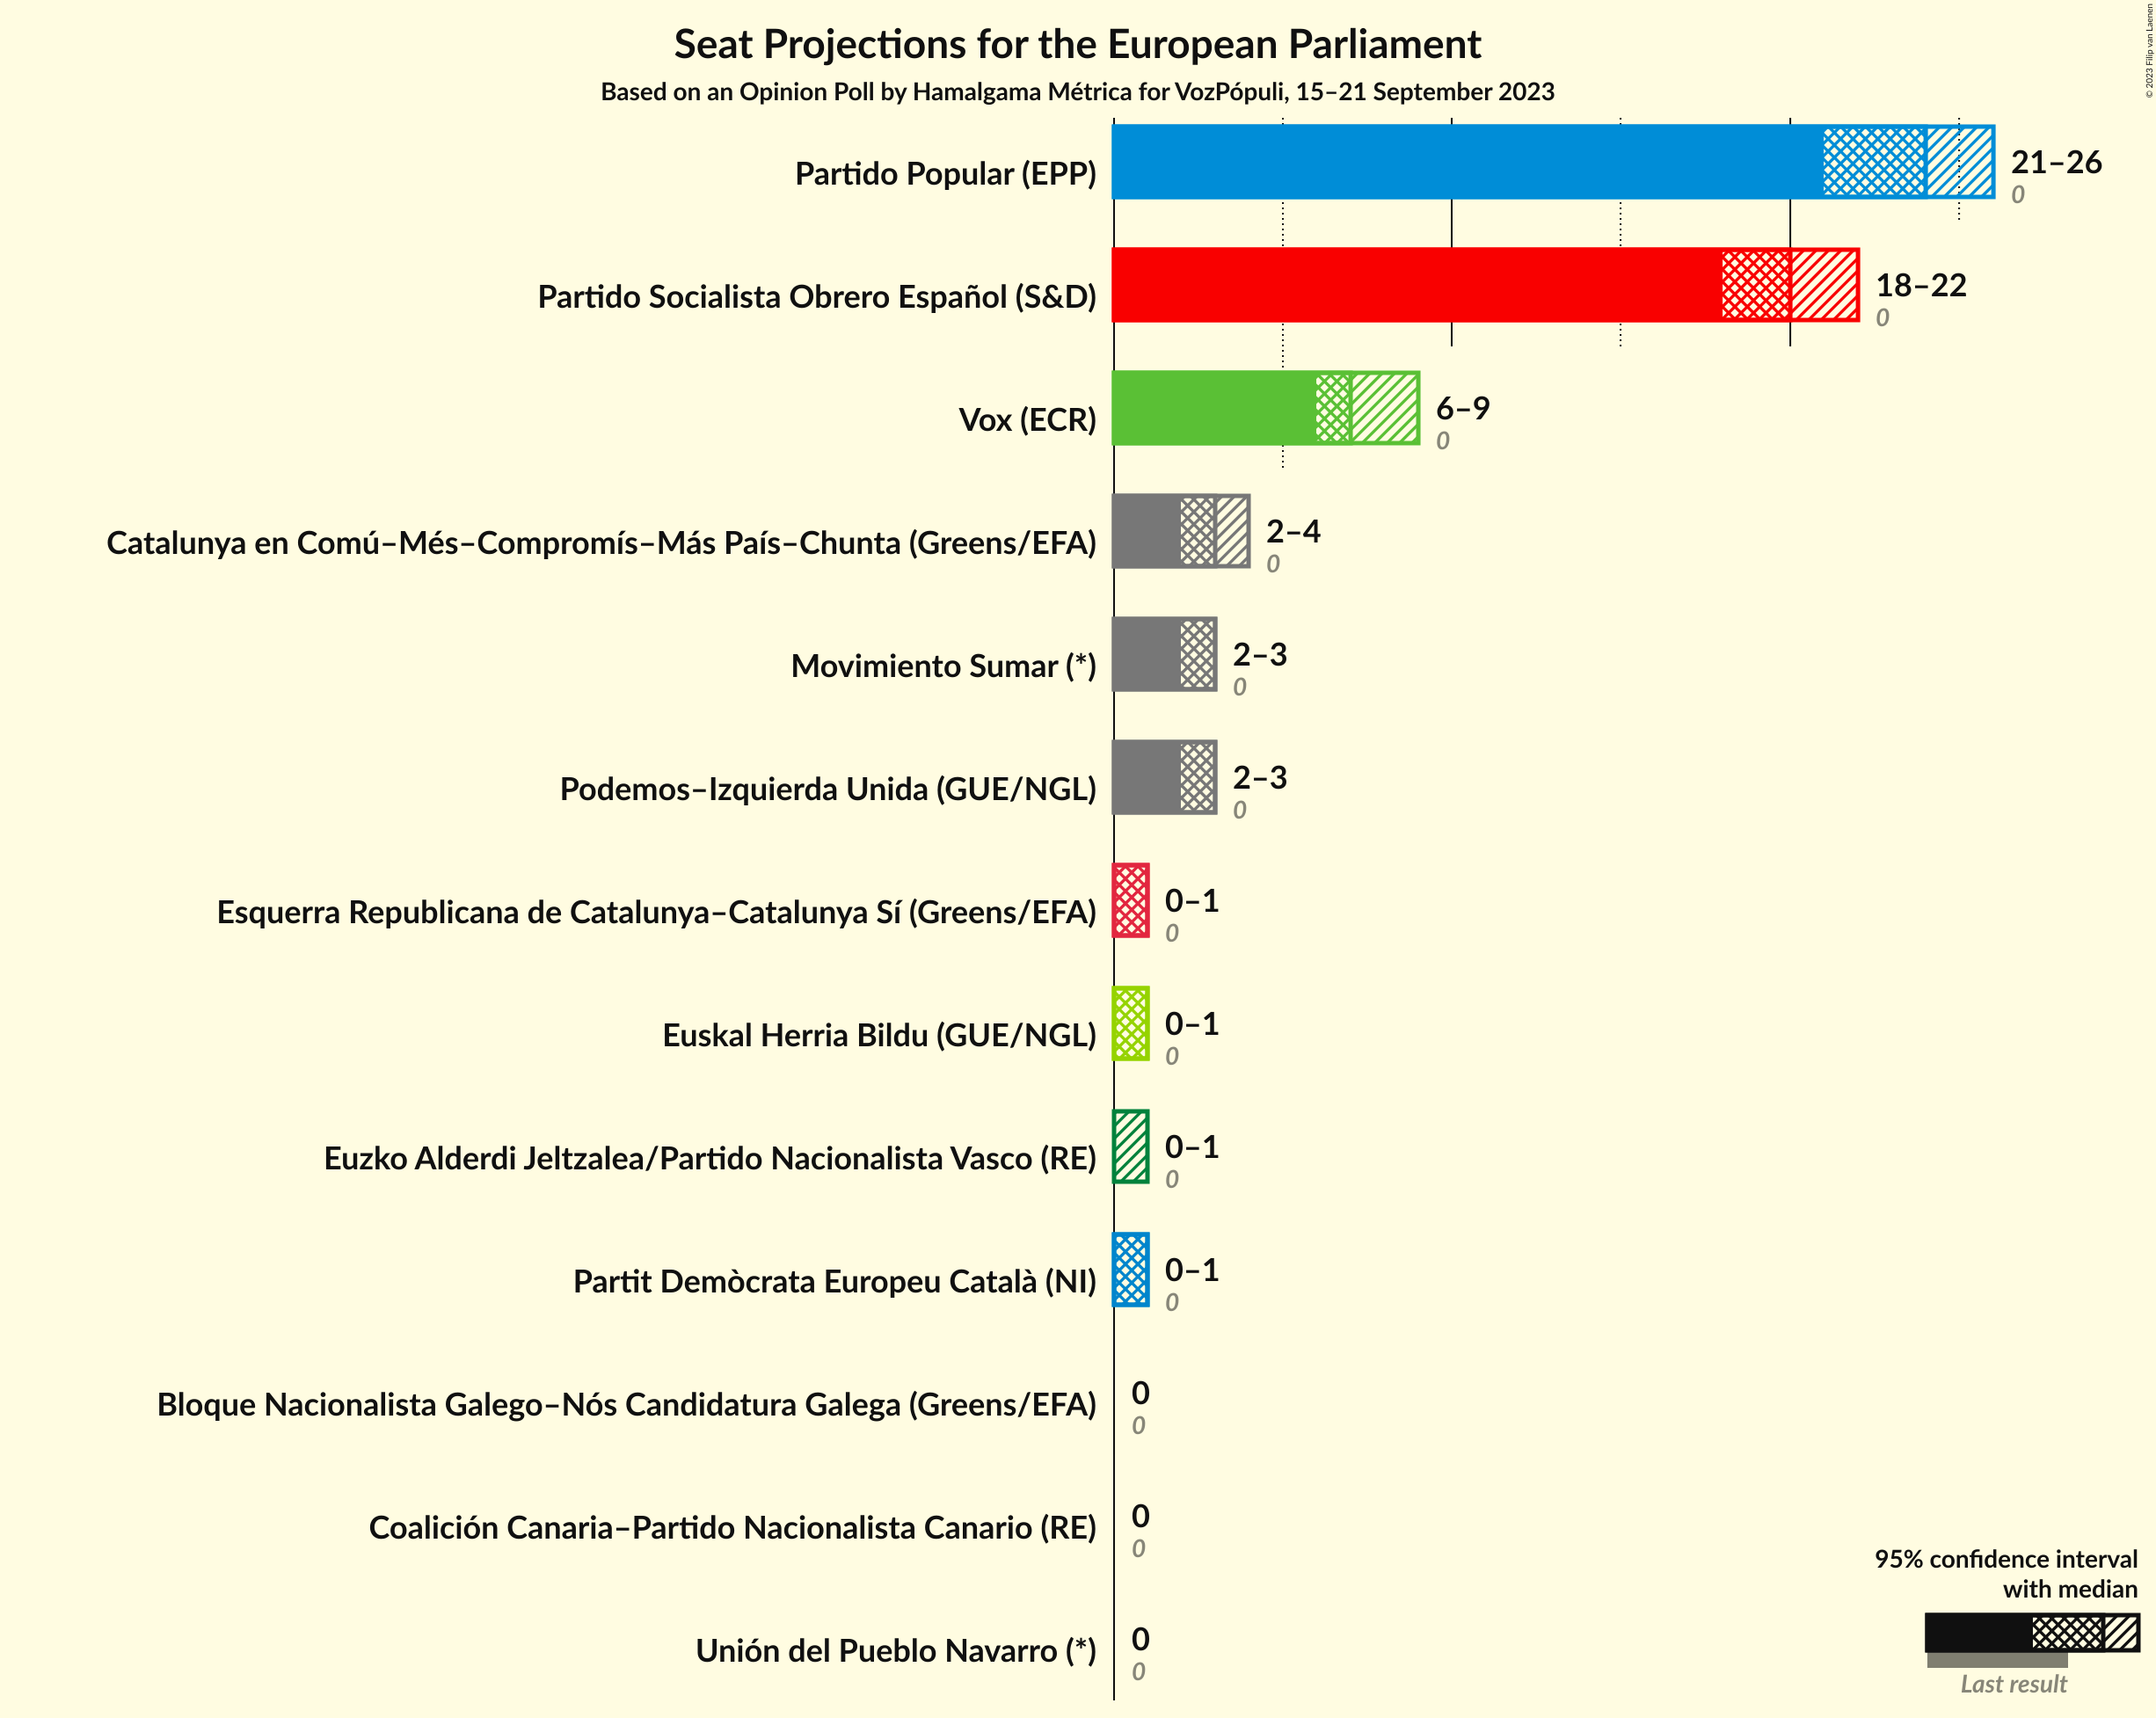 Seat Projections for the European Parliament
Based on an Opinion Poll by Hamalgama Métrica for VozPópuli, 15–21 September 2023
© 2023 Filip van Laenen
Partido Popular (EPP)
21–26
0
Partido Socialista Obrero Español (S&D)
18–22
0
Vox (ECR)
6–9
0
Catalunya en Comú–Més–Compromís–Más País–Chunta (Greens/EFA)
2–4
0
Movimiento Sumar (*)
2–3
0
Podemos–Izquierda Unida (GUE/NGL)
2–3
0
Esquerra Republicana de Catalunya–Catalunya Sí (Greens/EFA)
0–1
0
Euskal Herria Bildu (GUE/NGL)
0–1
0
Euzko Alderdi Jeltzalea/Partido Nacionalista Vasco (RE)
0–1
0
Partit Demòcrata Europeu Català (NI)
0–1
0
Bloque Nacionalista Galego–Nós Candidatura Galega (Greens/EFA)
0
0
Coalición Canaria–Partido Nacionalista Canario (RE)
0
0
Unión del Pueblo Navarro (*)
0
0
95% confidence interval
with median
Last result